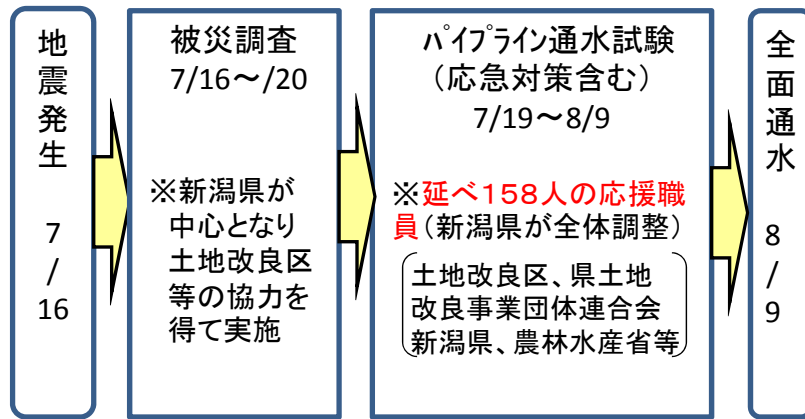 地震発生
7/16
被災調査
7/16～/20
※新潟県が
中心となり
土地改良区
等の協力を
得て実施
パイプライン通水試験
（応急対策含む）
7/19～8/9
※延べ１５８人の応援職
員（新潟県が全体調整）
土地改良区、県土地
改良事業団体連合会
新潟県、農林水産省等
全面通水
8/9